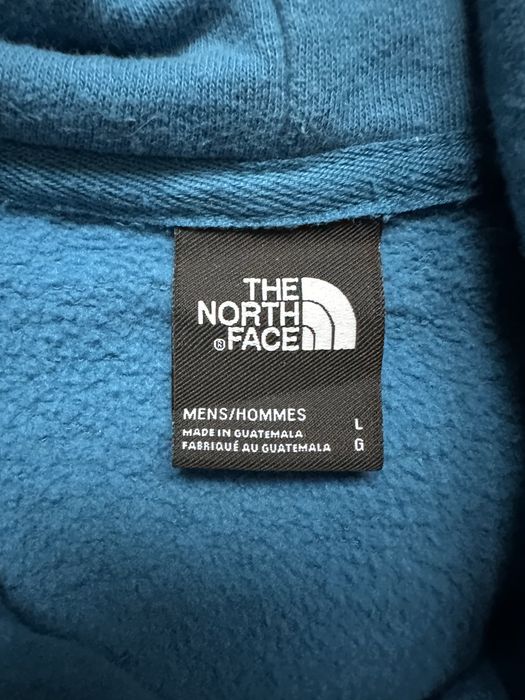 THE
NORTH
®FACE
MENS/HOMMES
MADE IN GUATEMALA
FABRIQUÉ AU GUATEMALA
L
G